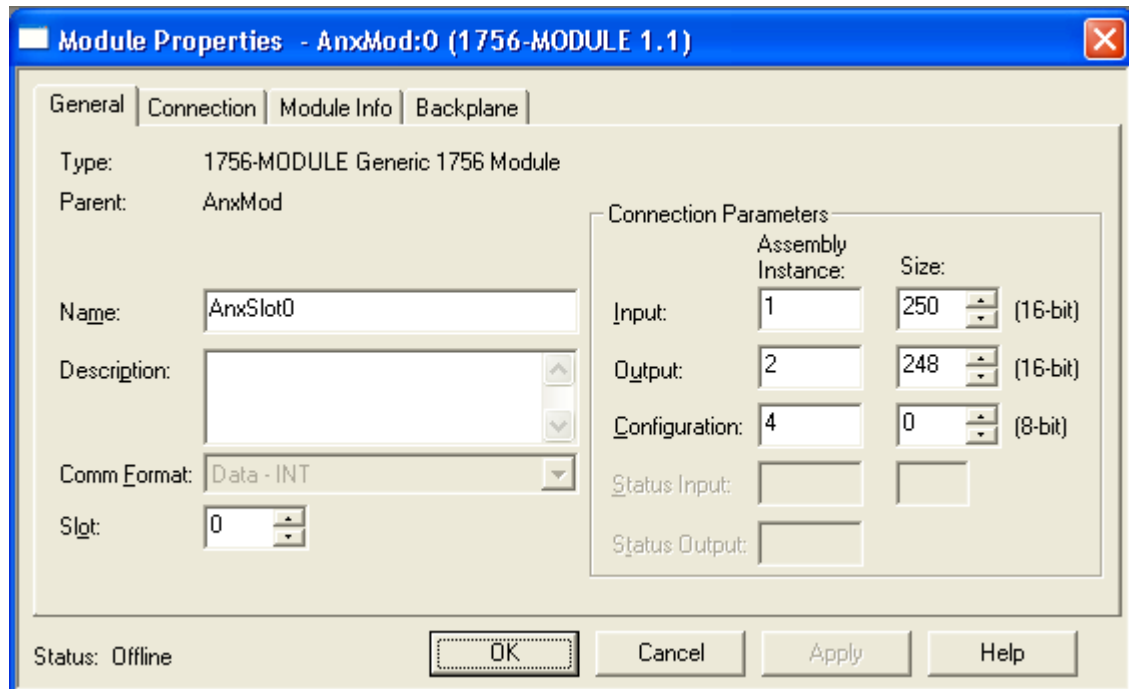 Module Properties - AnxMod:0 (1756-MODULE 1.1)
General Connection Module Info Backplane
Type: 1756-MODULE Generic 1756 Module
Parent: AnxMod
Connection Parameters
Assembly Instance: Size:
Name: AnxSlot0
Input: 1 250 (16-bit)
Description:
Output: 2 248 (16-bit)
Configuration: 4 0 (8-bit)
Comm Format: Data - INT
Status Input:
Slot: 0
Status Output:
Status: Offline
OK Cancel Apply Help